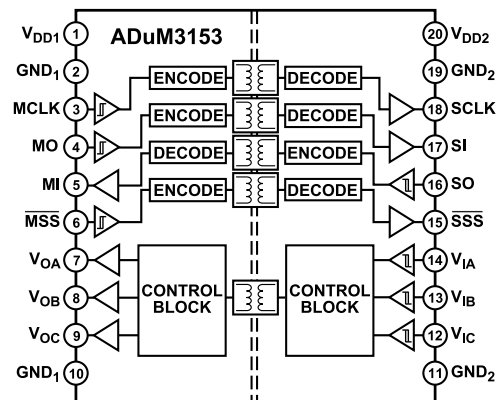 ADuM3153
V_DD1 1
20 V_DD2
GND_1 2
19 GND_2
MCLK 3
ENCODE
DECODE
18 SCLK
MO 4
ENCODE
DECODE
17 SI
MI 5
DECODE
ENCODE
16 SO
MSS 6
ENCODE
DECODE
15 SSS
V_OA 7
14 V_IA
V_OB 8
CONTROL BLOCK
CONTROL BLOCK
13 V_IB
V_OC 9
12 V_IC
GND_1 10
11 GND_2